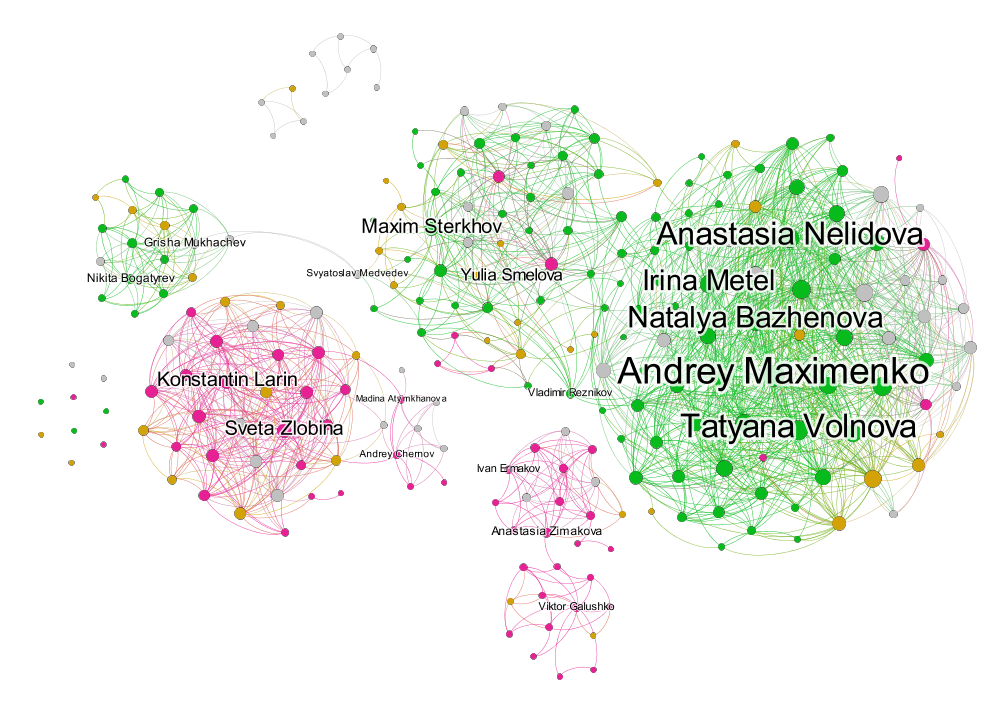 Maxim Sterkhov
Anastasia Nelidova
Grisha Mukhachev
Svyatoslav Medvedev
Yulia Smelova
Nikita Bogatyrev
Irina Metel
Natalya Bazhenova
Andrey Maximenko
Konstantin Larin
Vladimir Reznikov
Madina Atymkhanova
Sveta Zlobina
Tatyana Volnova
Andrey Chernov
Ivan Ermakov
Anastasia Zimakova
Viktor Galushko